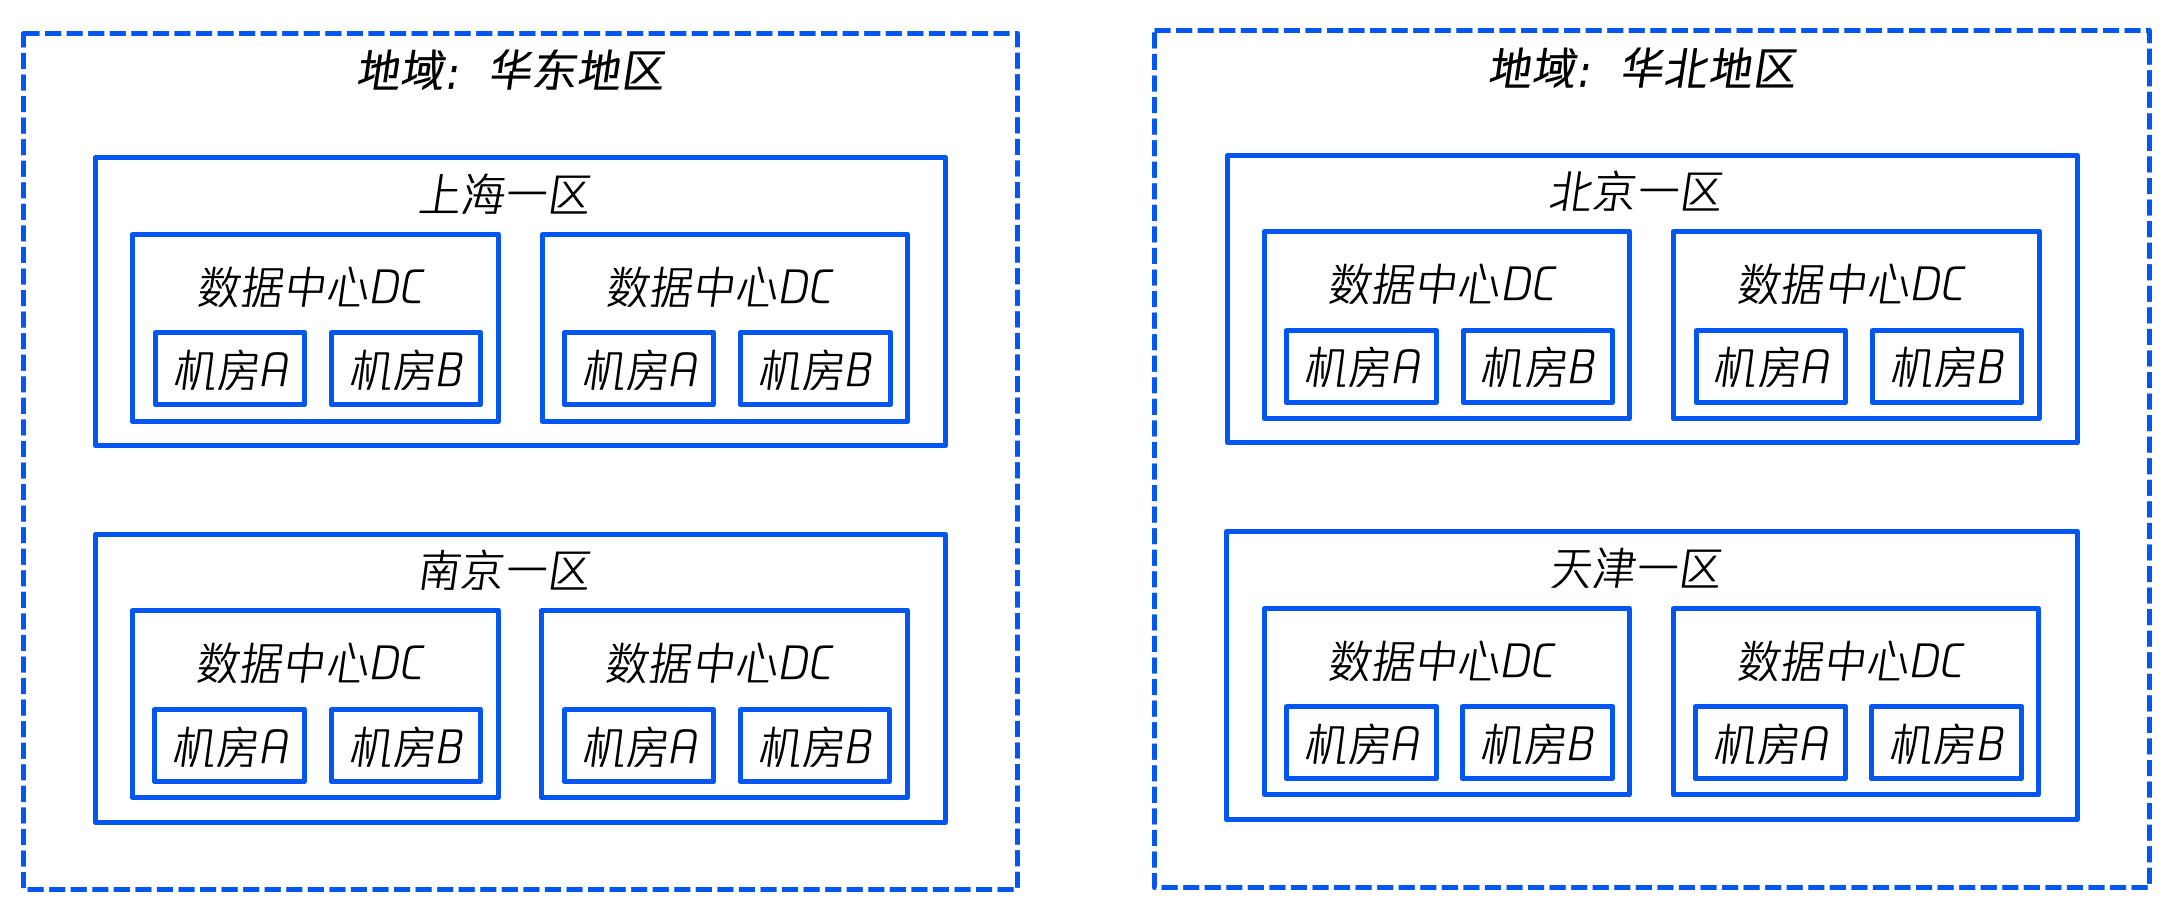 地域：华东地区
上海一区
数据中心DC
机房A
机房B
数据中心DC
机房A
机房B
南京一区
数据中心DC
机房A
机房B
数据中心DC
机房A
机房B
地域：华北地区
北京一区
数据中心DC
机房A
机房B
数据中心DC
机房A
机房B
天津一区
数据中心DC
机房A
机房B
数据中心DC
机房A
机房B